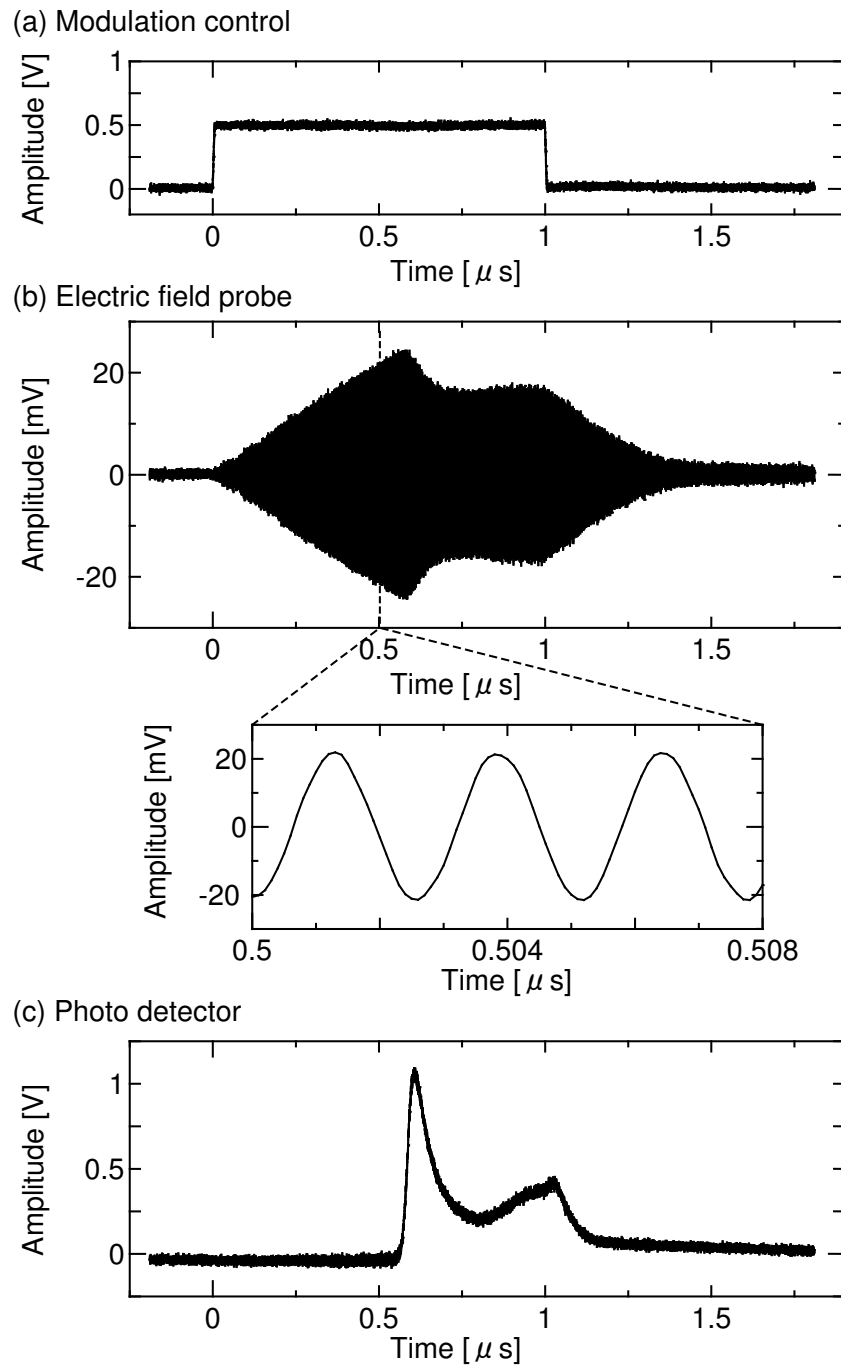 (a) Modulation control
Amplitude [V]
1
0.5
0
0 0.5 1 1.5
Time [ μ s]
(b) Electric field probe
Amplitude [mV]
20
0
-20
0 0.5 1 1.5
Time [ μ s]
Amplitude [mV]
20
0
-20
0.5 0.504 0.508
Time [ μ s]
(c) Photo detector
Amplitude [V]
1
0.5
0
0 0.5 1 1.5
Time [ μ s]